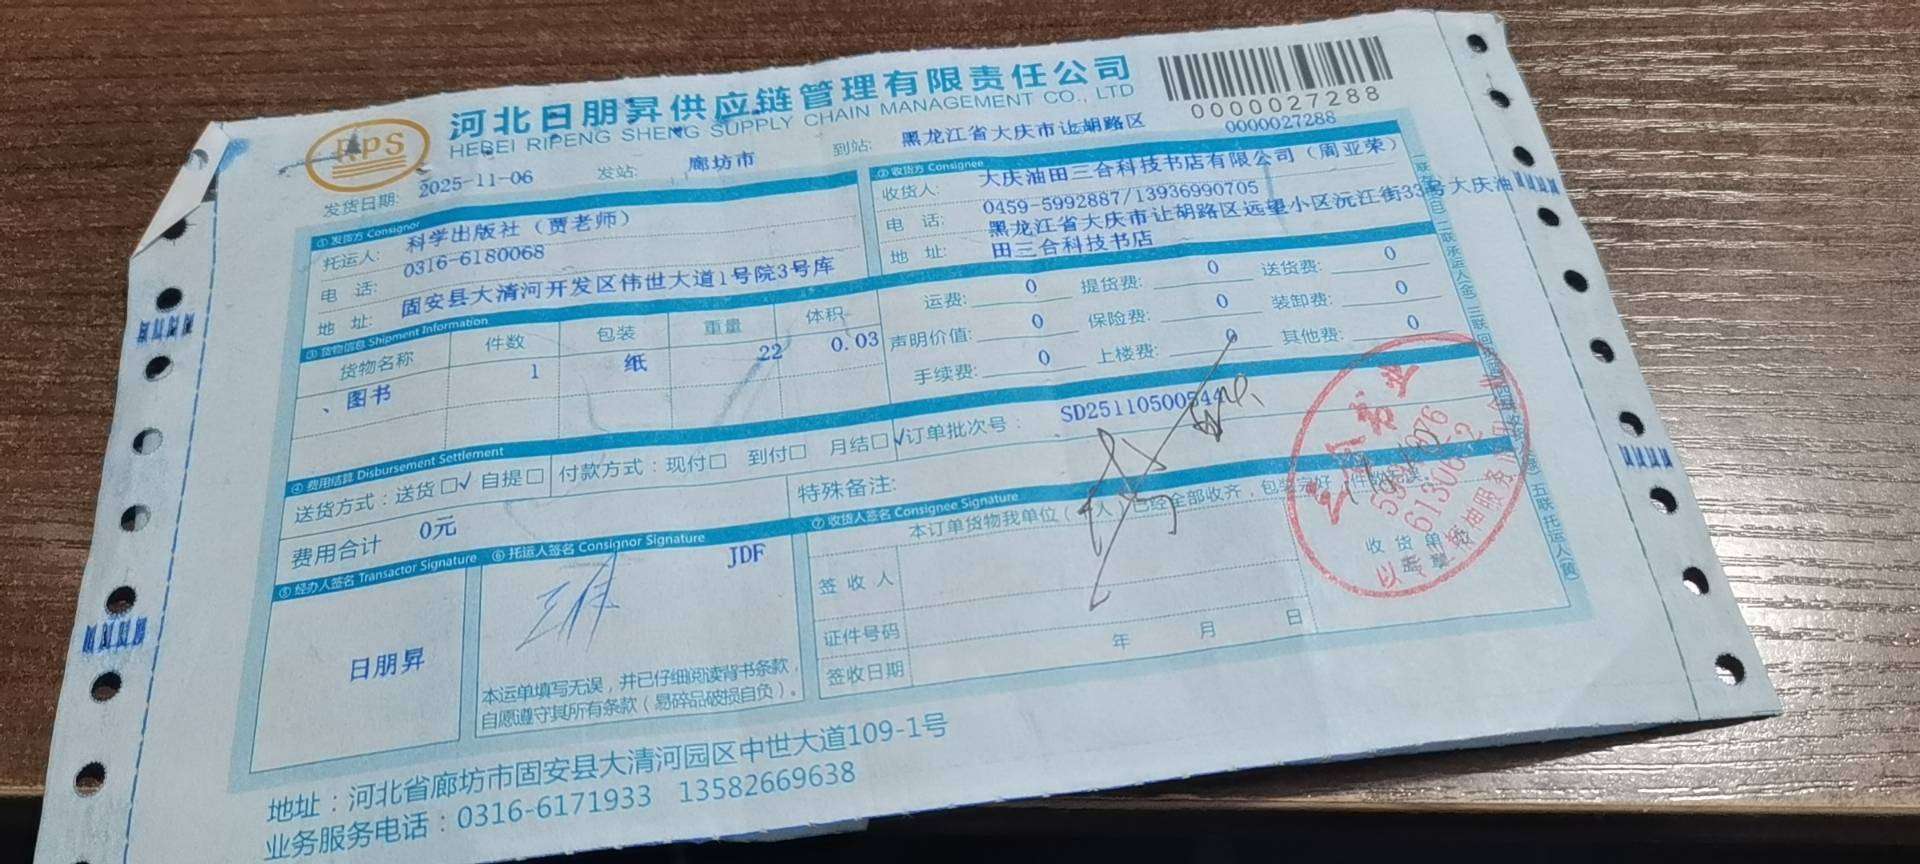 RPS
河北日朋昇供应链管理有限责任公司
HEBEI RIPENG SHENG SUPPLY CHAIN MANAGEMENT CO., LTD
0000027288
0000027288
发货日期: 2025-11-06 发站: 廊坊市 到站: 黑龙江省大庆市让胡路区
① 发货方 Consignor
托运人: 科学出版社（贾老师）
电 话: 0316-6180068
地 址: 固安县大清河开发区伟世大道1号院3号库
② 收货方 Consignee
收货人: 大庆油田三合科技书店有限公司（周亚荣）
电 话: 0459-5992887/13936990705
地 址: 黑龙江省大庆市让胡路区远望小区沅江街33号大庆油
田三合科技书店
③ 货物信息 Shipment Information
货物名称 件数 包装 重量 体积
、图书 1 纸 22 0.03
运费: 0 提货费: 0 送货费: 0
声明价值: 0 保险费: 0 装卸费: 0
手续费: 0 上楼费: 0 其他费: 0
④ 费用结算 Disbursement Settlement
送货方式：送货□√ 自提□ 付款方式：现付□ 到付□ 月结□√
订单批次号： SD25110500544
费用合计 0元
特殊备注:
⑤ 经办人签名 Transactor Signature
日朋昇
⑥ 托运人签名 Consignor Signature
JDF
本运单填写无误，并已仔细阅读背书条款，
自愿遵守其所有条款（易碎品破损自负）。
⑦ 收货人签名 Consignee Signature
本订单货物我单位（ 人）已经全部收齐，包装完好，件数无误。
签 收 人
证件号码
签收日期 年 月 日
收 货 单
盖 章
地址：河北省廊坊市固安县大清河园区中世大道109-1号
业务服务电话：0316-6171933 13582669638